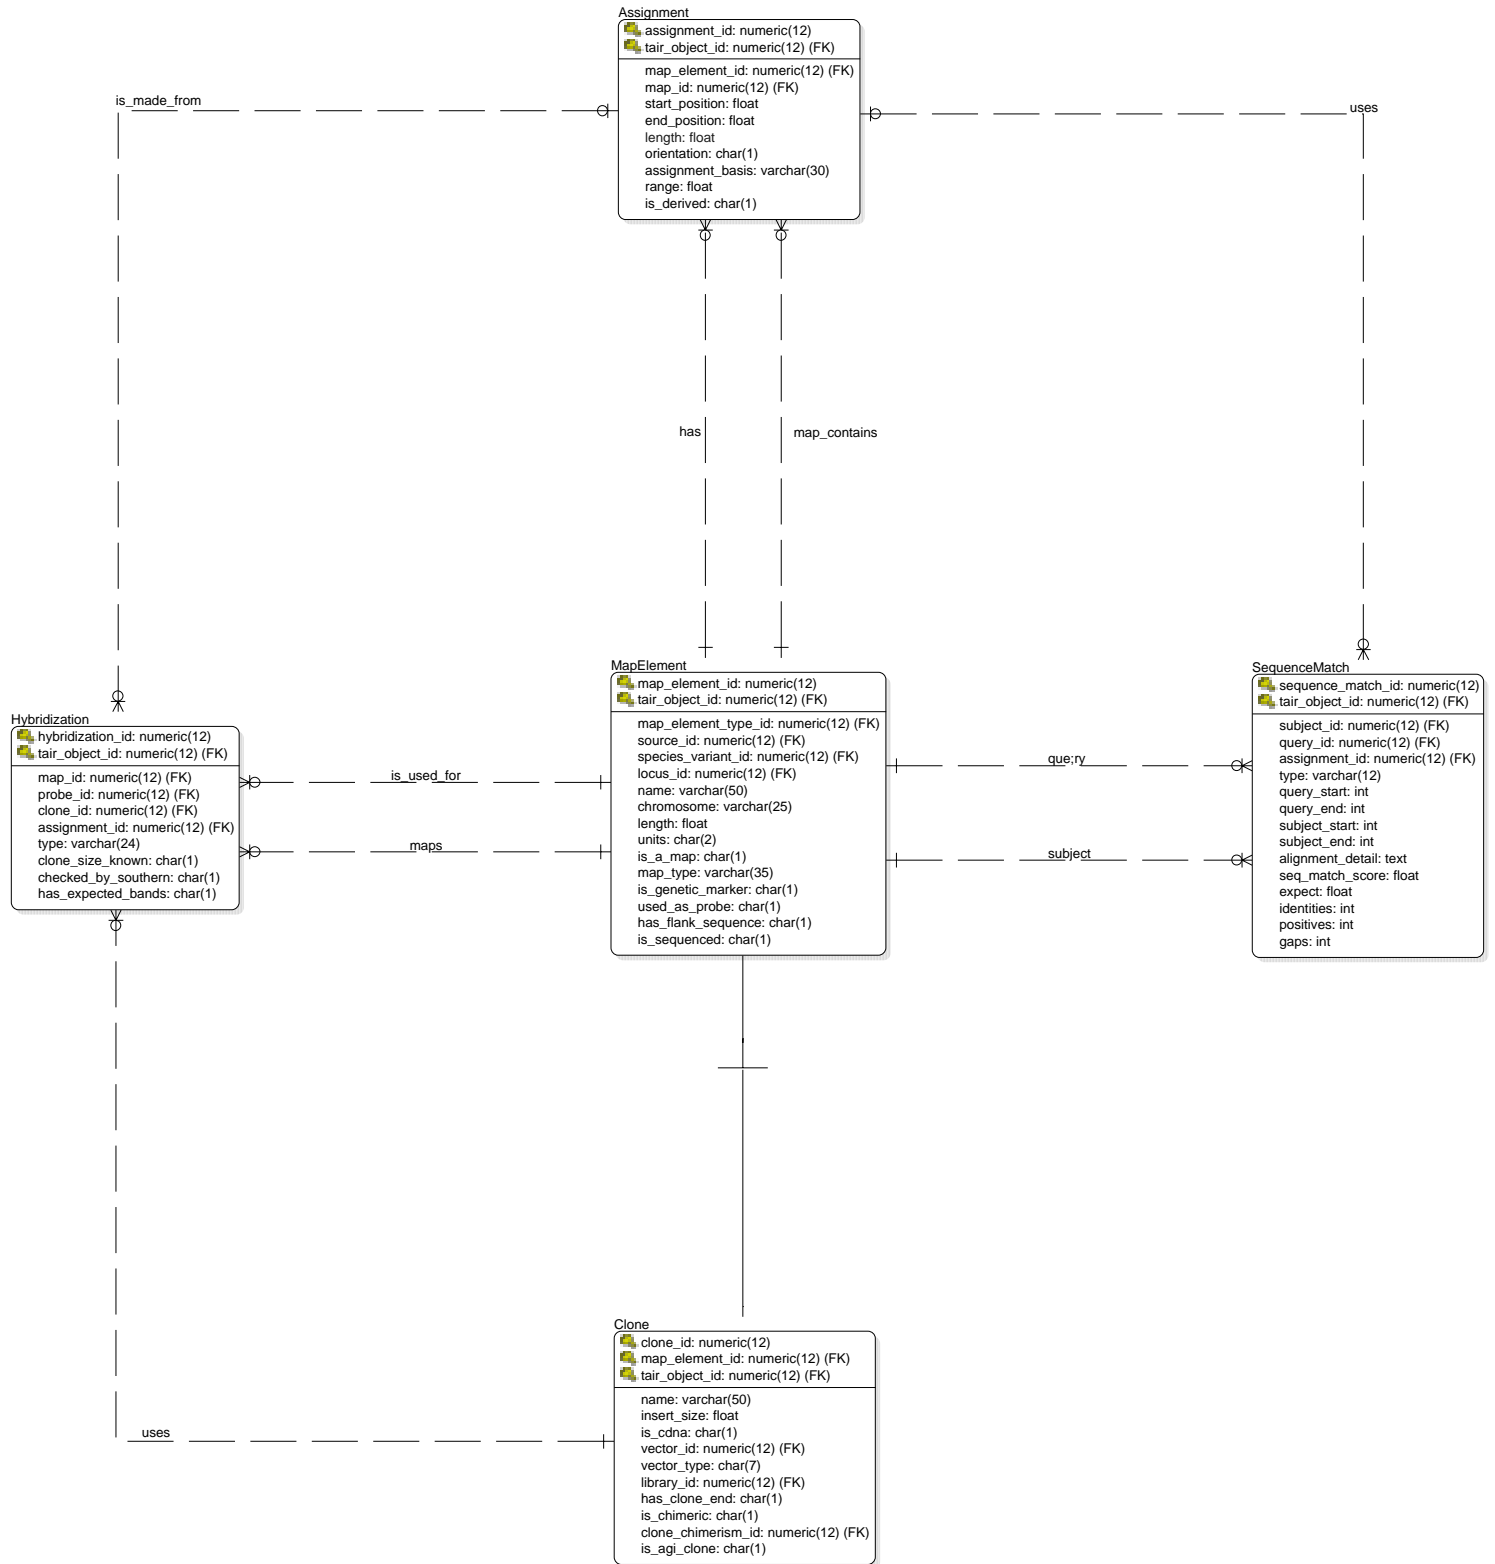 Assignment
assignment_id: numeric(12)
tair_object_id: numeric(12) (FK)
map_element_id: numeric(12) (FK)
map_id: numeric(12) (FK)
start_position: float
end_position: float
length: float
orientation: char(1)
assignment_basis: varchar(30)
range: float
is_derived: char(1)
is_made_from
uses
has
map_contains
MapElement
map_element_id: numeric(12)
tair_object_id: numeric(12) (FK)
map_element_type_id: numeric(12) (FK)
source_id: numeric(12) (FK)
species_variant_id: numeric(12) (FK)
locus_id: numeric(12) (FK)
name: varchar(50)
chromosome: varchar(25)
length: float
units: char(2)
is_a_map: char(1)
map_type: varchar(35)
is_genetic_marker: char(1)
used_as_probe: char(1)
has_flank_sequence: char(1)
is_sequenced: char(1)
SequenceMatch
sequence_match_id: numeric(12)
tair_object_id: numeric(12) (FK)
subject_id: numeric(12) (FK)
query_id: numeric(12) (FK)
assignment_id: numeric(12) (FK)
type: varchar(12)
query_start: int
query_end: int
subject_start: int
subject_end: int
alignment_detail: text
seq_match_score: float
expect: float
identities: int
positives: int
gaps: int
Hybridization
hybridization_id: numeric(12)
tair_object_id: numeric(12) (FK)
map_id: numeric(12) (FK)
probe_id: numeric(12) (FK)
clone_id: numeric(12) (FK)
assignment_id: numeric(12) (FK)
type: varchar(24)
clone_size_known: char(1)
checked_by_southern: char(1)
has_expected_bands: char(1)
is_used_for
maps
que;ry
subject
Clone
clone_id: numeric(12)
map_element_id: numeric(12) (FK)
tair_object_id: numeric(12) (FK)
name: varchar(50)
insert_size: float
is_cdna: char(1)
vector_id: numeric(12) (FK)
vector_type: char(7)
library_id: numeric(12) (FK)
has_clone_end: char(1)
is_chimeric: char(1)
clone_chimerism_id: numeric(12) (FK)
is_agi_clone: char(1)
uses